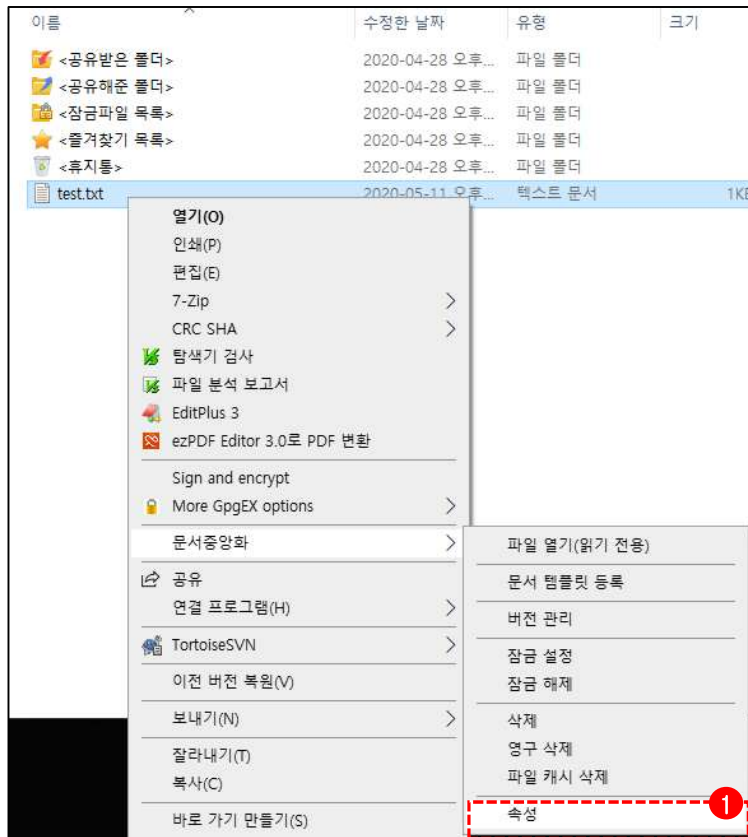 이름 수정한 날짜 유형 크기
<공유받은 폴더> 2020-04-28 오후... 파일 폴더
<공유해준 폴더> 2020-04-28 오후... 파일 폴더
<잠금파일 목록> 2020-04-28 오후... 파일 폴더
<즐겨찾기 목록> 2020-04-28 오후... 파일 폴더
<휴지통> 2020-04-28 오후... 파일 폴더
test.txt 2020-05-11 오후... 텍스트 문서 1KB
열기(O)
인쇄(P)
편집(E)
7-Zip
CRC SHA
탐색기 검사
파일 분석 보고서
EditPlus 3
ezPDF Editor 3.0로 PDF 변환
Sign and encrypt
More GpgEX options
문서중앙화
공유
연결 프로그램(H)
TortoiseSVN
이전 버전 복원(V)
보내기(N)
잘라내기(T)
복사(C)
바로 가기 만들기(S)
파일 열기(읽기 전용)
문서 템플릿 등록
버전 관리
잠금 설정
잠금 해제
삭제
영구 삭제
파일 캐시 삭제
속성
1